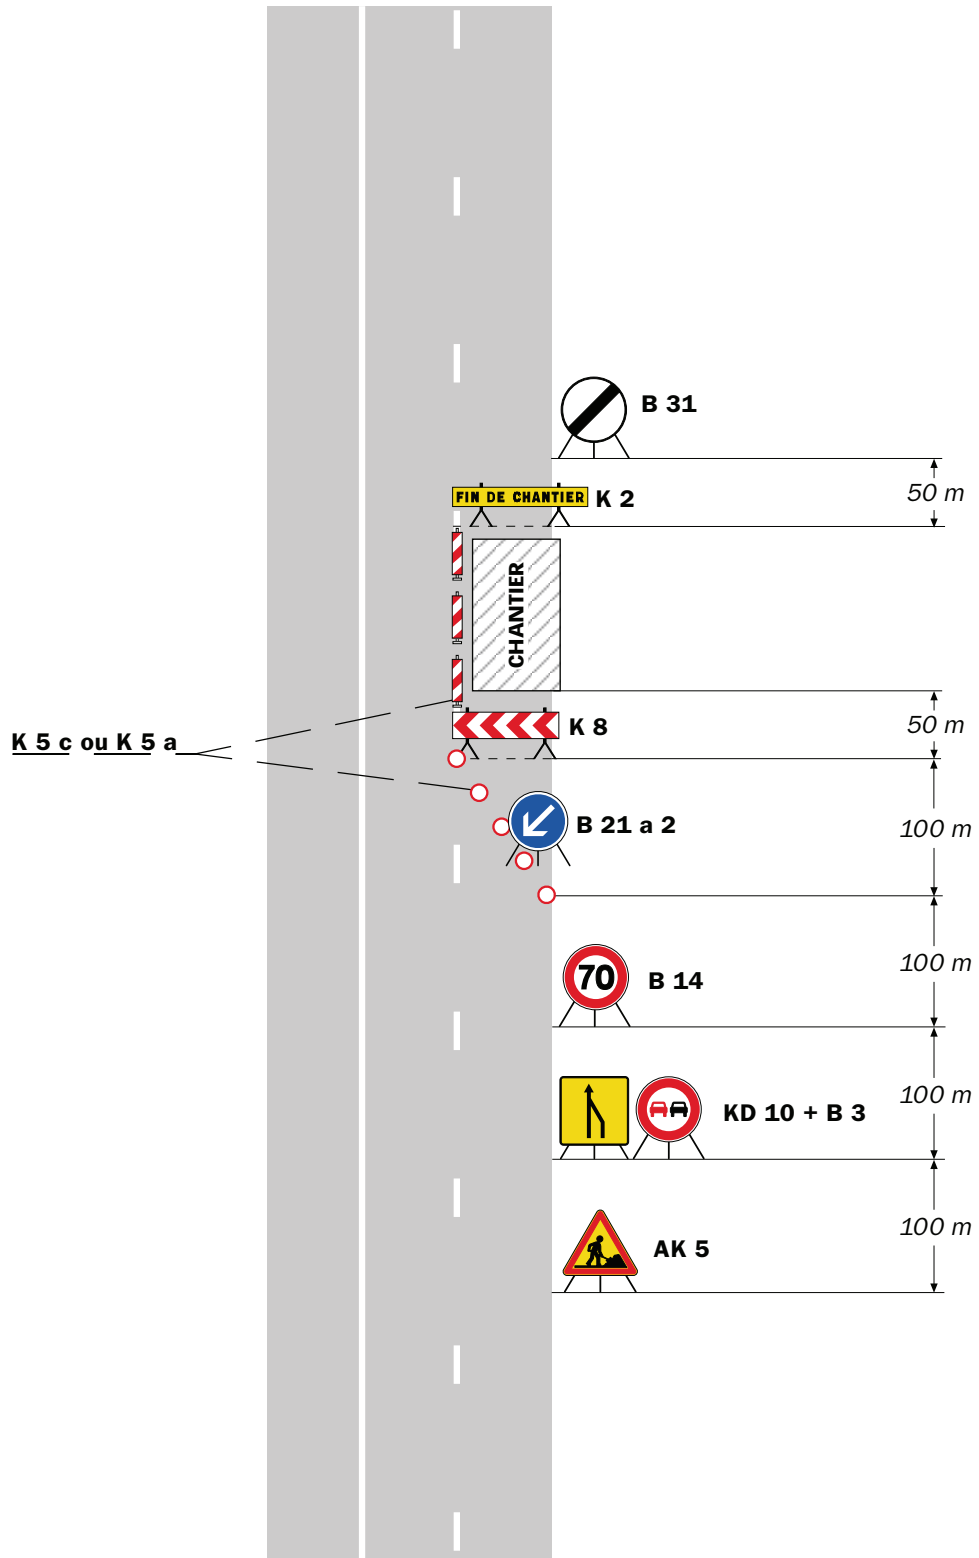 B 31
50 m
FIN DE CHANTIER
K 2
CHANTIER
50 m
K 8
K 5 c ou K 5 a
B 21 a 2
100 m
100 m
70
B 14
100 m
KD 10 + B 3
100 m
AK 5